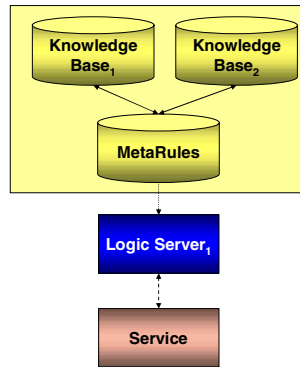 Knowledge
Base1
Knowledge
Base2
MetaRules
Logic Server1
Service